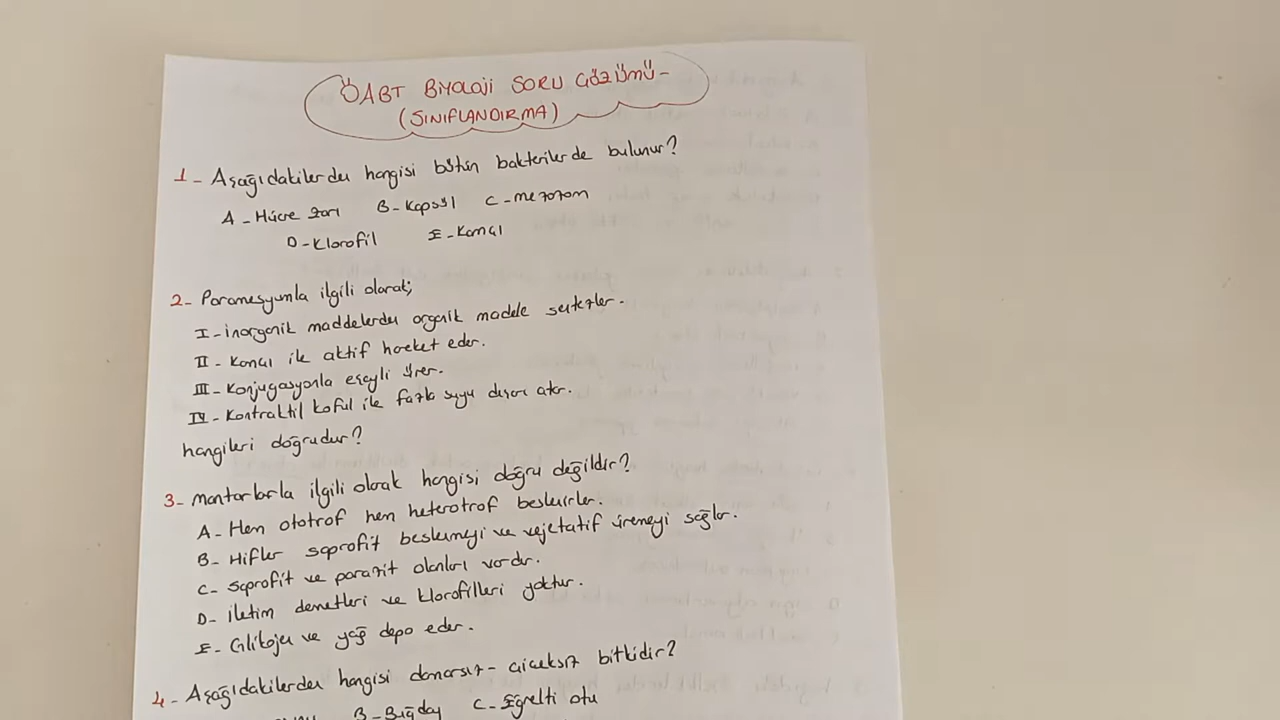 ÖABT BİYOLOJİ SORU ÇÖZÜMÜ-
(SINIFLANDIRMA)
1- Aşağıdakilerden hangisi bütün bakterilerde bulunur?
A- Hücre zarı B- Kapsül C- mezozom
D- Klorofil E- Kamçı
2- Paramesyumla ilgili olarak;
I- inorganik maddelerden organik madde sentezler.
II- Kamçı ile aktif hareket eder.
III- Konjugasyonla eşeyli ürer.
IV- Kontraktil koful ile fazla suyu dışarı atar.
hangileri doğrudur?
3- mantarlarla ilgili olarak hangisi doğru değildir?
A- Hem ototrof hem heterotrof beslenirler.
B- Hifler saprofit beslenmeyi ve vejetatif üremeyi sağlar.
C- saprofit ve parazit olanları vardır.
D- İletim demetleri ve klorofilleri yoktur.
E- Glikojen ve yağ depo eder.
4- Aşağıdakilerden hangisi damarsız- çiçeksiz bitkidir?
B- Buğday C- Eğrelti otu